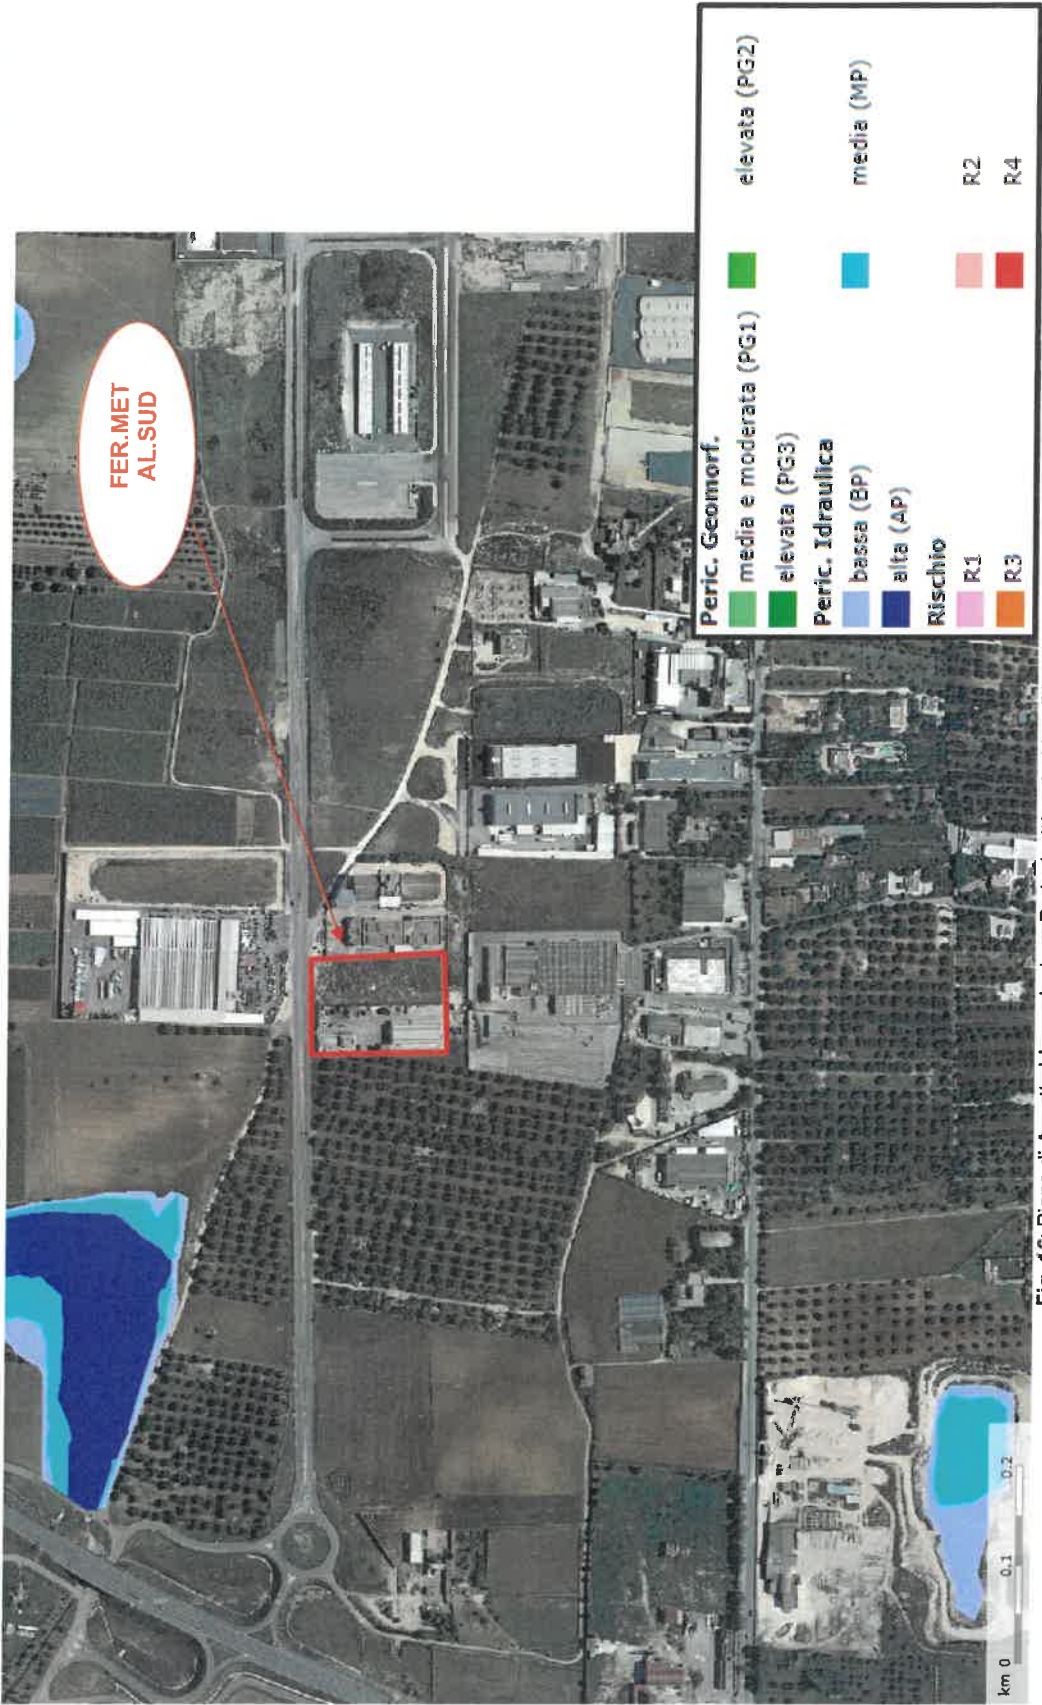 FER.MET
AL.SUD
Peric. Geomorf.
media e moderata (PG1) elevata (PG2)
elevata (PG3)
Peric. Idraulica
bassa (BP) media (MP)
alta (AP)
Rischio
R1 R2
R3 R4
km 0 0.1 0.2